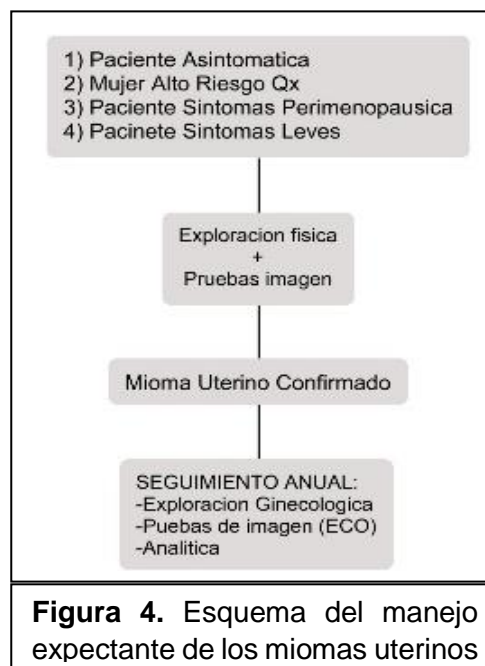 1) Paciente Asintomatica
2) Mujer Alto Riesgo Qx
3) Paciente Sintomas Perimenopausica
4) Pacinete Sintomas Leves
Exploracion fisica
+
Pruebas imagen
Mioma Uterino Confirmado
SEGUIMIENTO ANUAL:
-Exploracion Ginecologica
-Puebas de imagen (ECO)
-Analitica
Figura 4. Esquema del manejo
expectante de los miomas uterinos